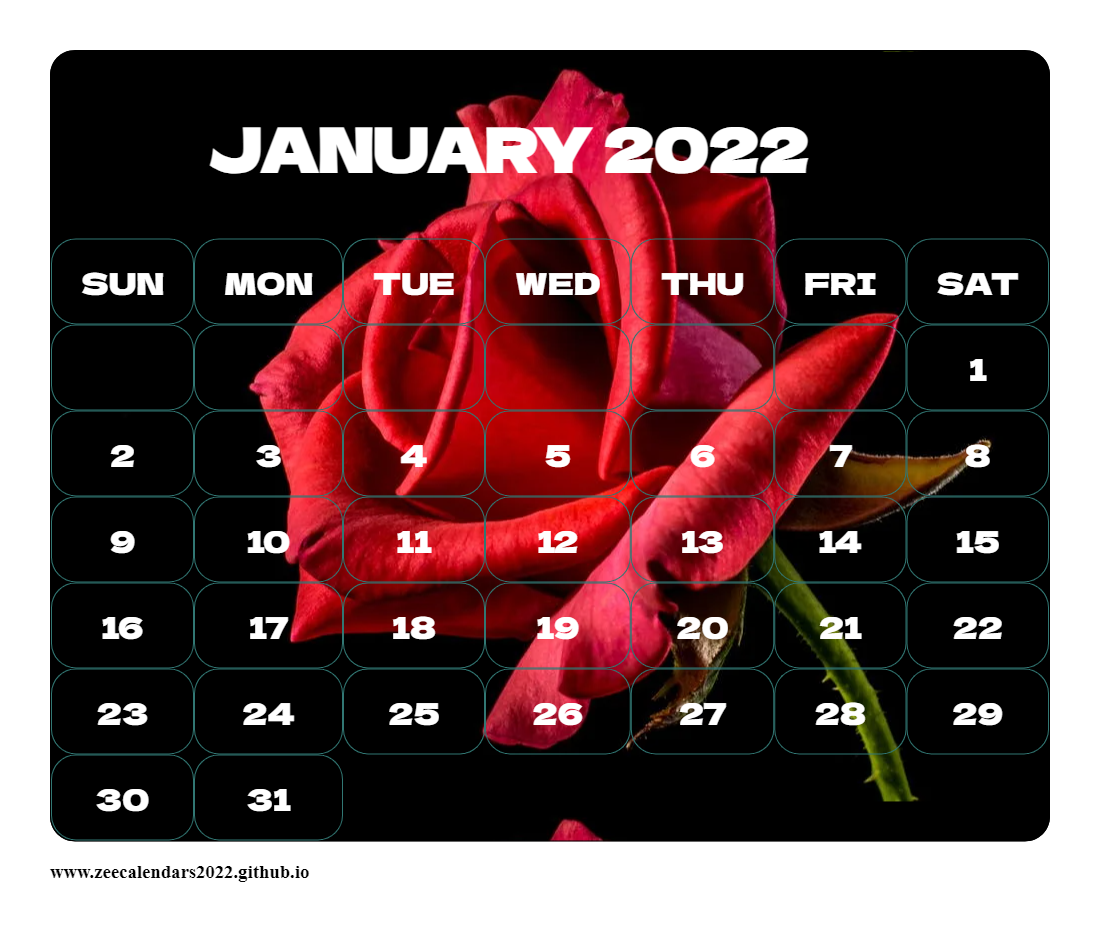 JANUARY 2022
SUN MON TUE WED THU FRI SAT
1
2 3 4 5 6 7 8
9 10 11 12 13 14 15
16 17 18 19 20 21 22
23 24 25 26 27 28 29
30 31
www.zeecalendars2022.github.io